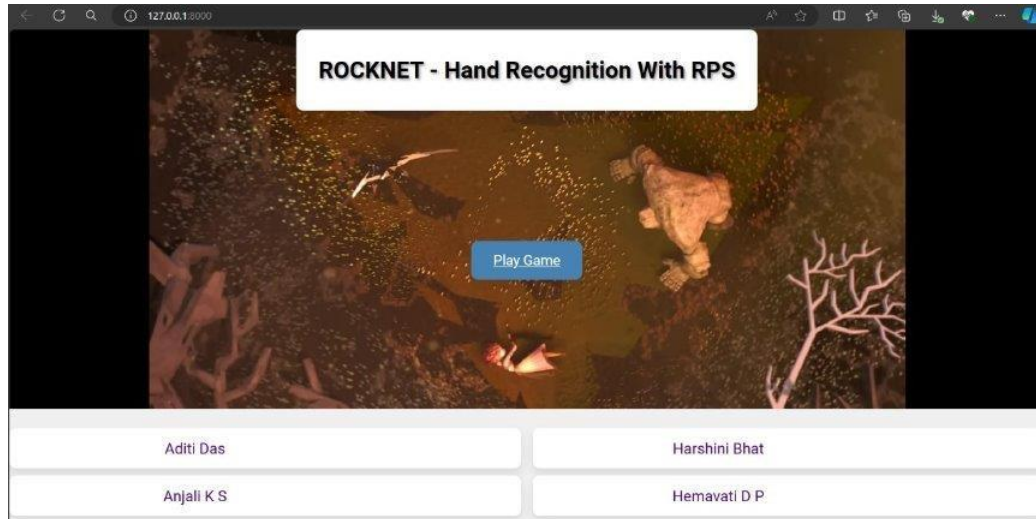 127.0.0.1:8000
ROCKNET - Hand Recognition With RPS
Play Game
Aditi Das
Harshini Bhat
Anjali K S
Hemavati D P